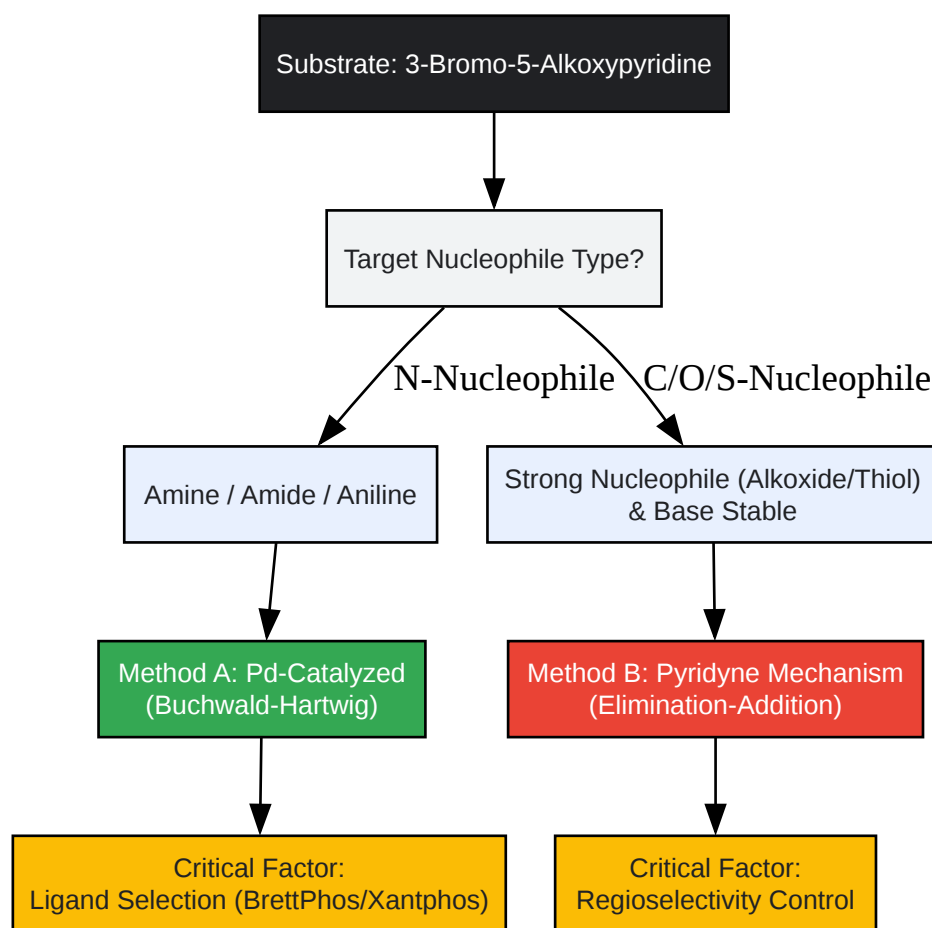 Substrate: 3-Bromo-5-Alkoxypyridine
Target Nucleophile Type?
N-Nucleophile
C/O/S-Nucleophile
Amine / Amide / Aniline
Strong Nucleophile (Alkoxide/Thiol)
& Base Stable
Method A: Pd-Catalyzed
(Buchwald-Hartwig)
Method B: Pyridyne Mechanism
(Elimination-Addition)
Critical Factor:
Ligand Selection (BrettPhos/Xantphos)
Critical Factor:
Regioselectivity Control